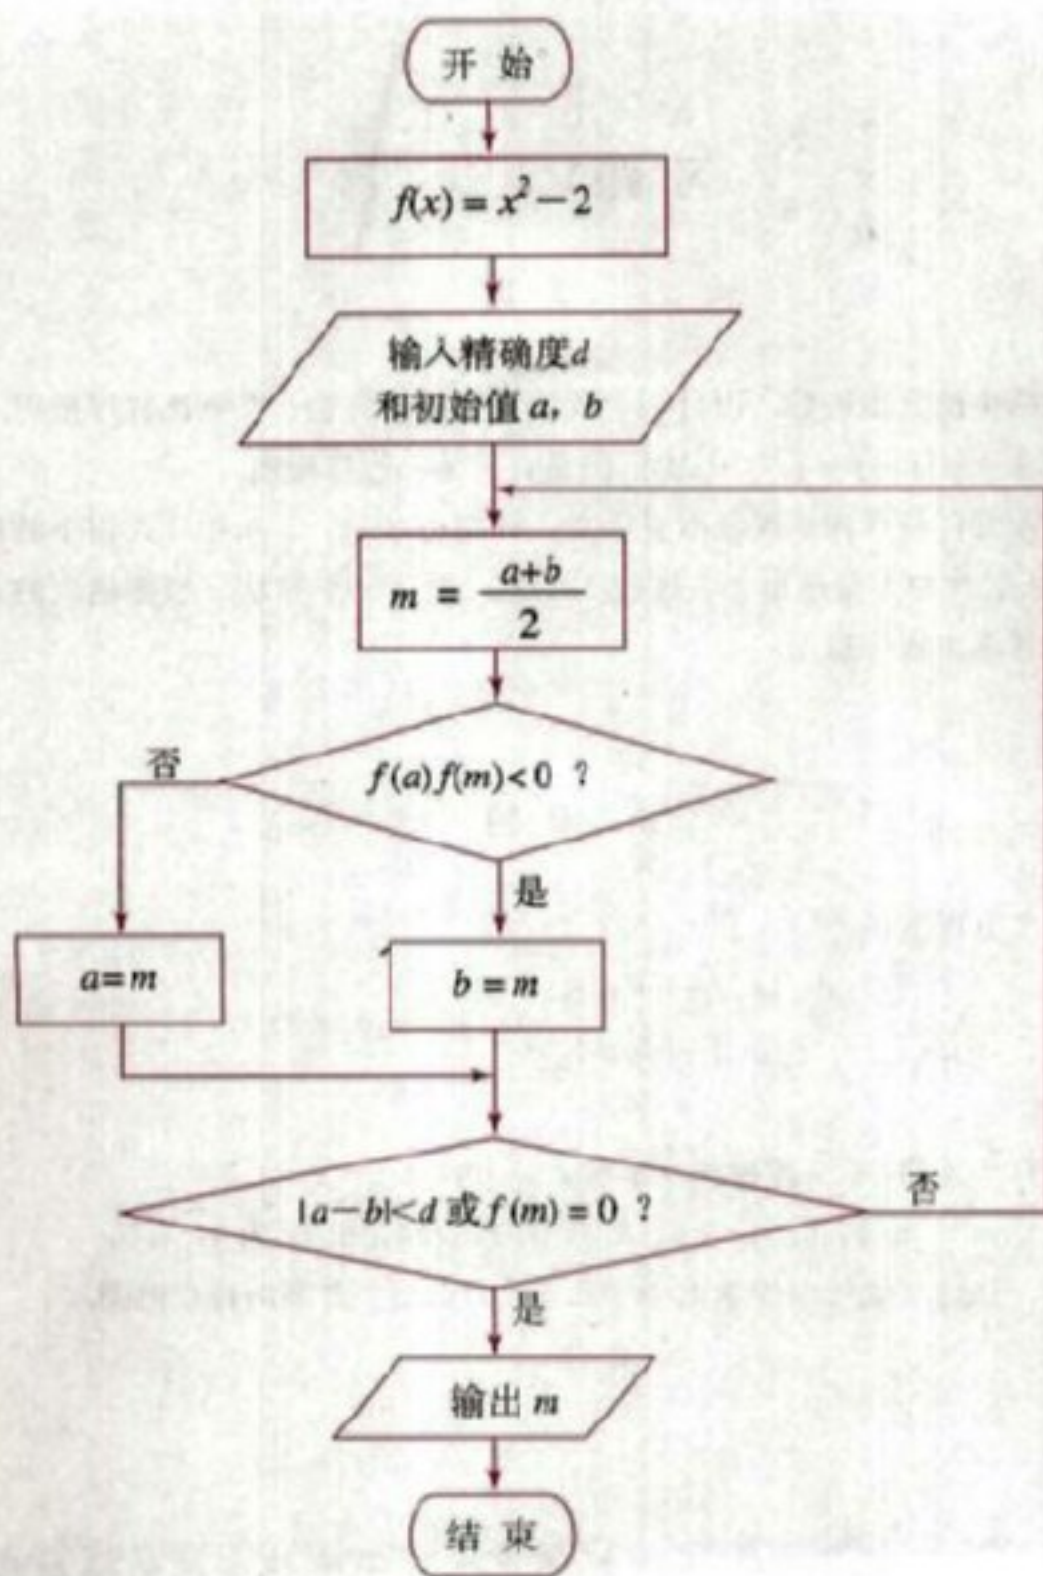 开 始
f(x) = x² − 2
输入精确度d
和初始值 a，b
m = \frac{a+b}{2}
f(a)f(m)<0 ？
否
是
a=m
b=m
|a−b|<d 或 f(m)=0 ？
否
是
输出 m
结 束